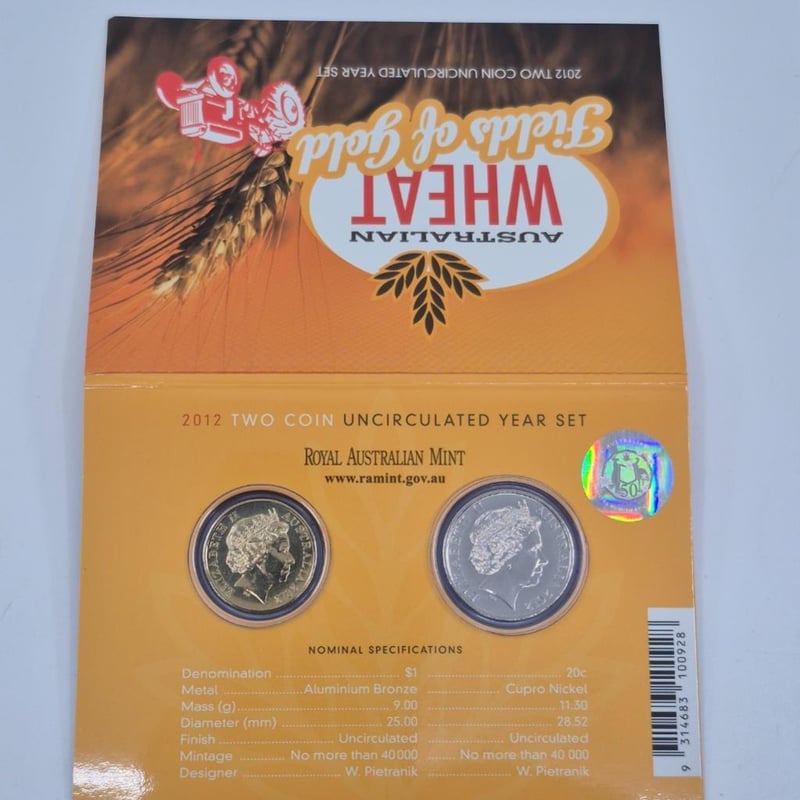 2012 TWO COIN UNCIRCULATED YEAR SET
Fields of Gold
WHEAT
AUSTRALIAN
2012 TWO COIN UNCIRCULATED YEAR SET
ROYAL AUSTRALIAN MINT
www.ramint.gov.au
50
ELIZABETH II AUSTRALIA 2012
ELIZABETH II AUSTRALIA 2012
NOMINAL SPECIFICATIONS
Denomination $1 20c
Metal Aluminium Bronze Cupro Nickel
Mass (g) 9.00 11.30
Diameter (mm) 25.00 28.52
Finish Uncirculated Uncirculated
Mintage No more than 40 000 No more than 40 000
Designer W. Pietranik W. Pietranik
9 314683 100928